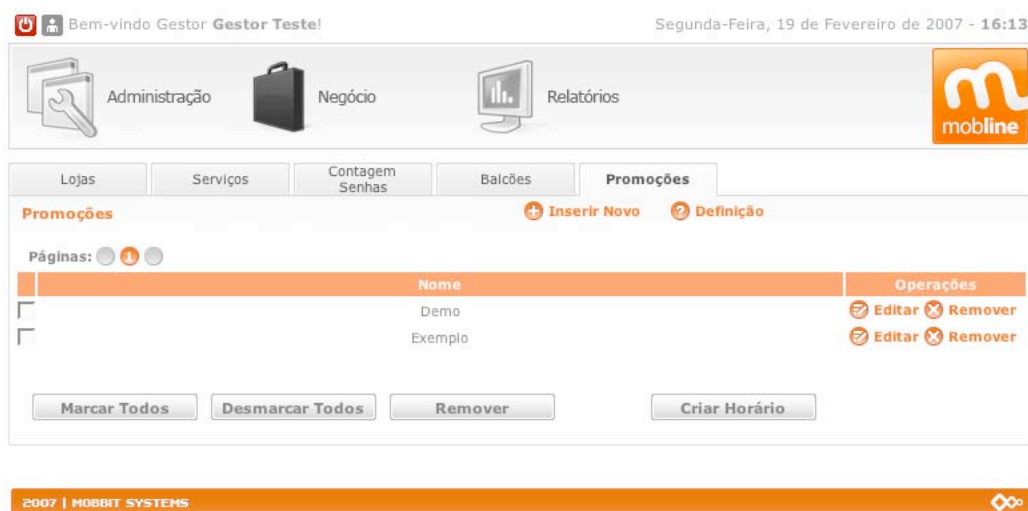 Bem-vindo Gestor Gestor Teste!
Segunda-Feira, 19 de Fevereiro de 2007 - 16:13
Administração
Negócio
Relatórios
mobline
Lojas
Serviços
Contagem
Senhas
Balcões
Promoções
Promoções
Inserir Novo
Definição
Páginas: 1
Nome
Operações
Demo
Editar Remover
Exemplo
Editar Remover
Marcar Todos
Desmarcar Todos
Remover
Criar Horário
2007 | MOBBIT SYSTEMS